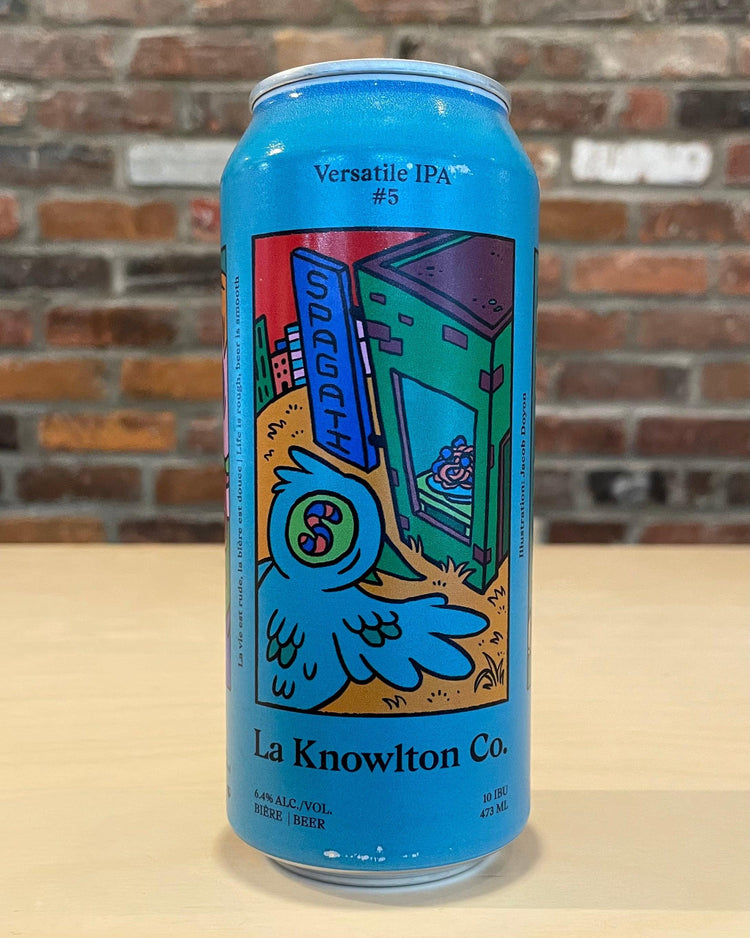 Versatile IPA
#5
SPAGATI
La vie est rude, la bière est douce | Life is rough, beer is smooth
Illustration: Jacob Doyon
La Knowlton Co.
6.4% ALC./VOL.
BIÈRE | BEER
10 IBU
473 ML